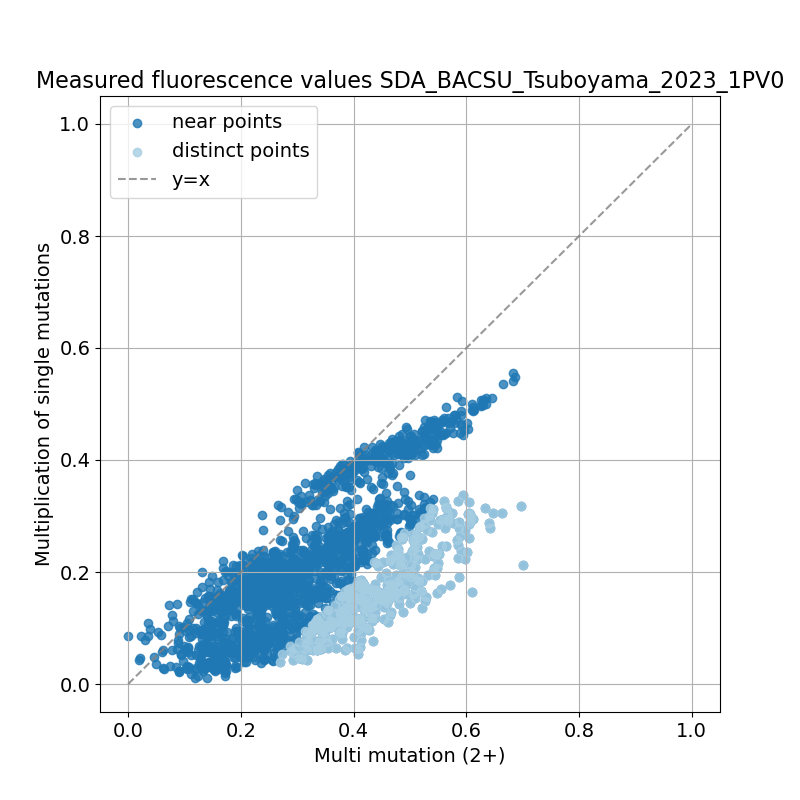 Measured fluorescence values SDA_BACSU_Tsuboyama_2023_1PV0
near points
distinct points
y=x
1.0
0.8
0.6
0.4
0.2
0.0
Multiplication of single mutations
0.0 0.2 0.4 0.6 0.8 1.0
Multi mutation (2+)